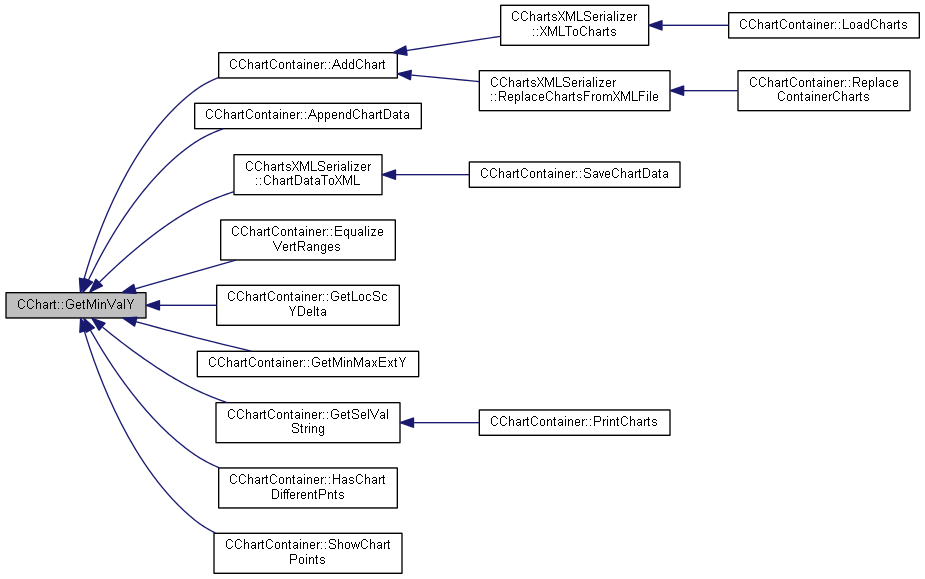 CChartsXMLSerializer
::XMLToCharts
CChartContainer::LoadCharts
CChartContainer::AddChart
CChartsXMLSerializer
::ReplaceChartsFromXMLFile
CChartContainer::Replace
ContainerCharts
CChartContainer::AppendChartData
CChartsXMLSerializer
::ChartDataToXML
CChartContainer::SaveChartData
CChartContainer::Equalize
VertRanges
CChart::GetMinValY
CChartContainer::GetLocSc
YDelta
CChartContainer::GetMinMaxExtY
CChartContainer::GetSelVal
String
CChartContainer::PrintCharts
CChartContainer::HasChart
DifferentPnts
CChartContainer::ShowChart
Points